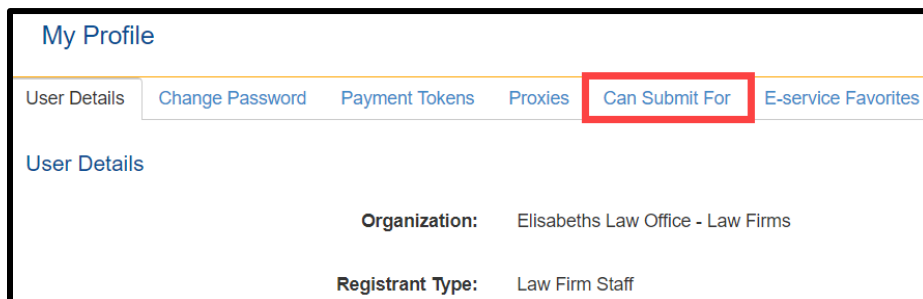 My Profile
User Details Change Password Payment Tokens Proxies Can Submit For E-service Favorites
User Details
Organization: Elisabeths Law Office - Law Firms
Registrant Type: Law Firm Staff